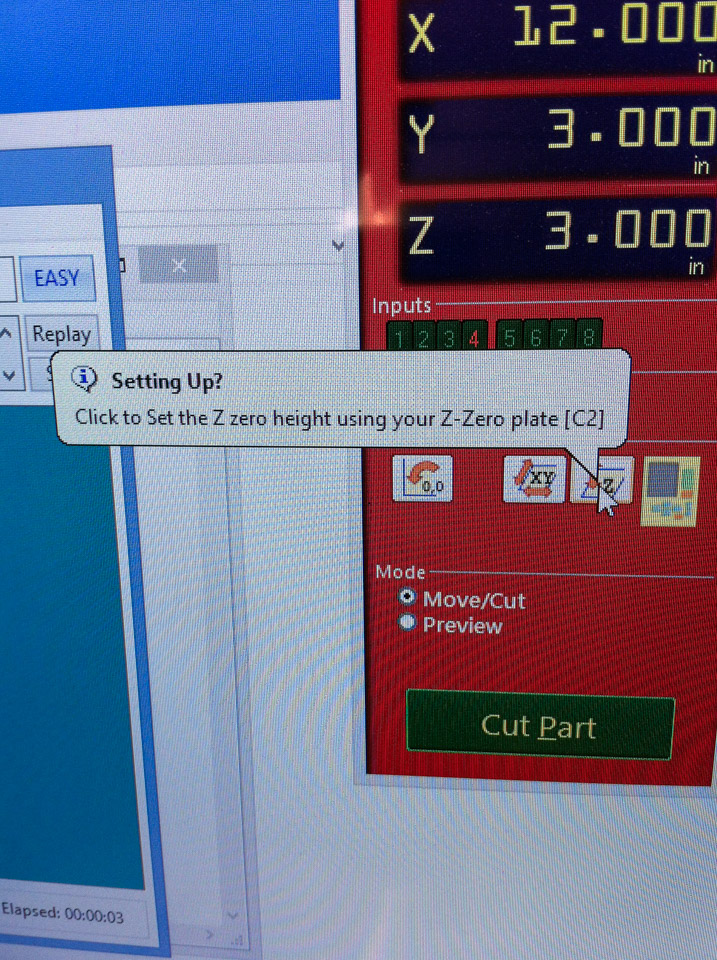 X 12.000
in
Y 3.000
in
Z 3.000
in
EASY
Inputs
Replay
1 2 3 4 5 6 7 8
Setting Up?
Click to Set the Z zero height using your Z-Zero plate [C2]
0,0
XY
Z
Mode
Move/Cut
Preview
Cut Part
Elapsed: 00:00:03